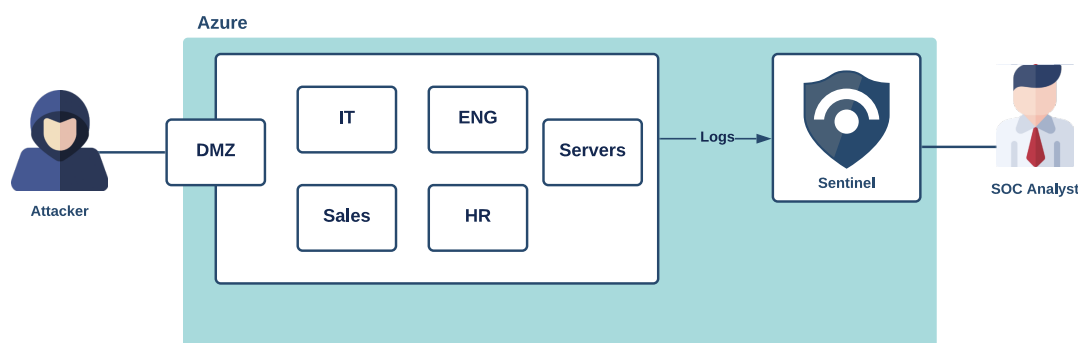 Azure
IT
ENG
DMZ
Servers
Logs
Sales
HR
Sentinel
Attacker
SOC Analyst